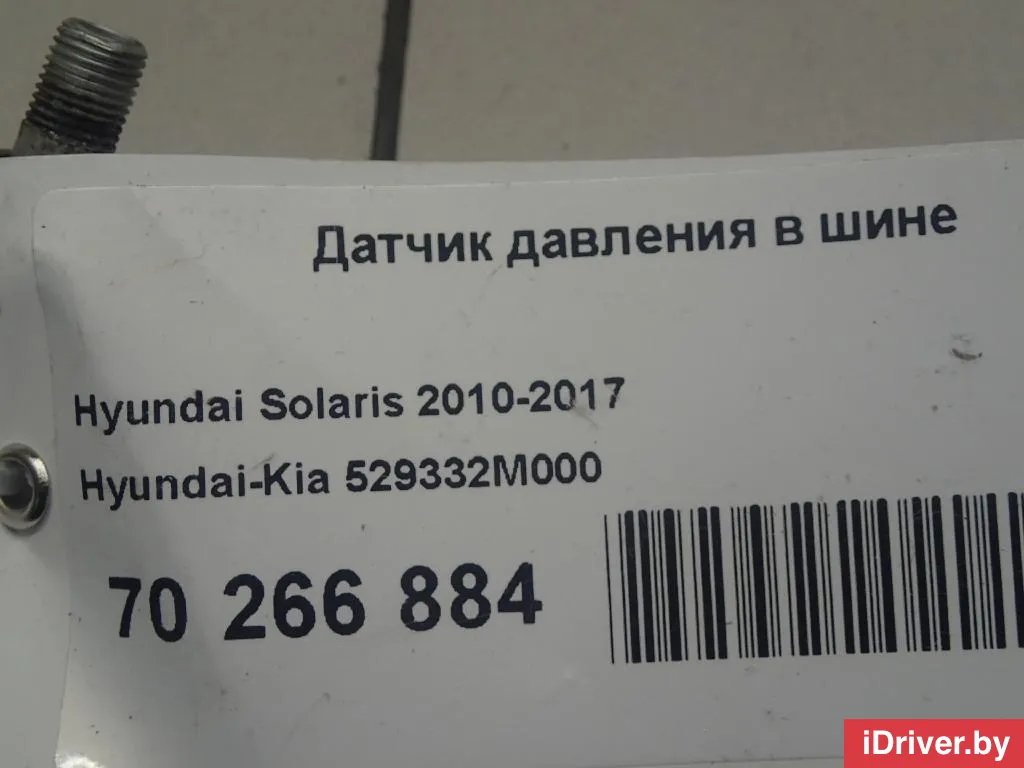 Датчик давления в шине
Hyundai Solaris 2010-2017
Hyundai-Kia 529332M000
70 266 884
iDriver.by